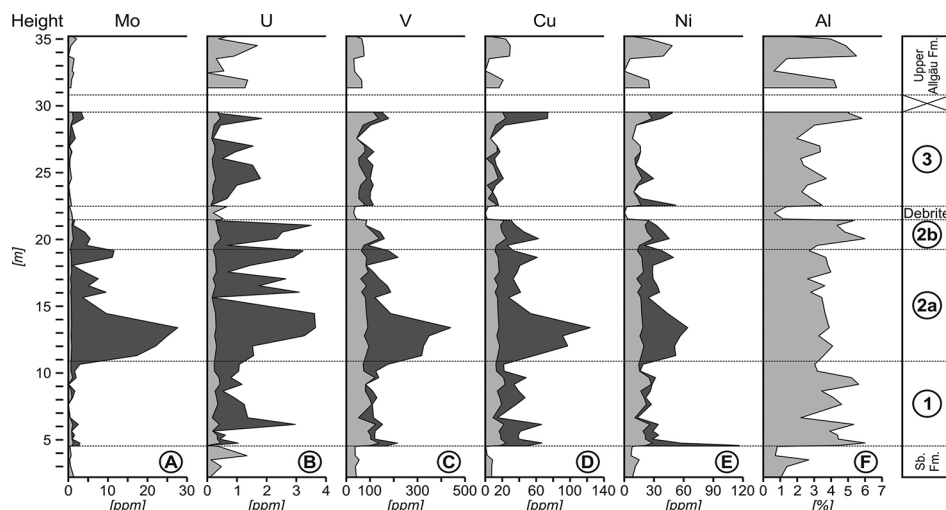 Height Mo U V Cu Ni Al
35
30
25
20
15
10
5
[m]
Upper
Allgäu Fm.
3
Debrite
2b
2a
1
Sb.
Fm.
A B C D E F
0 10 20 30 0 1 2 3 4 0 100 300 500 0 60 100 140 0 30 60 90 120 0 1 2 3 4 5 6 7
[ppm] [ppm] [ppm] [ppm] [ppm] [%]